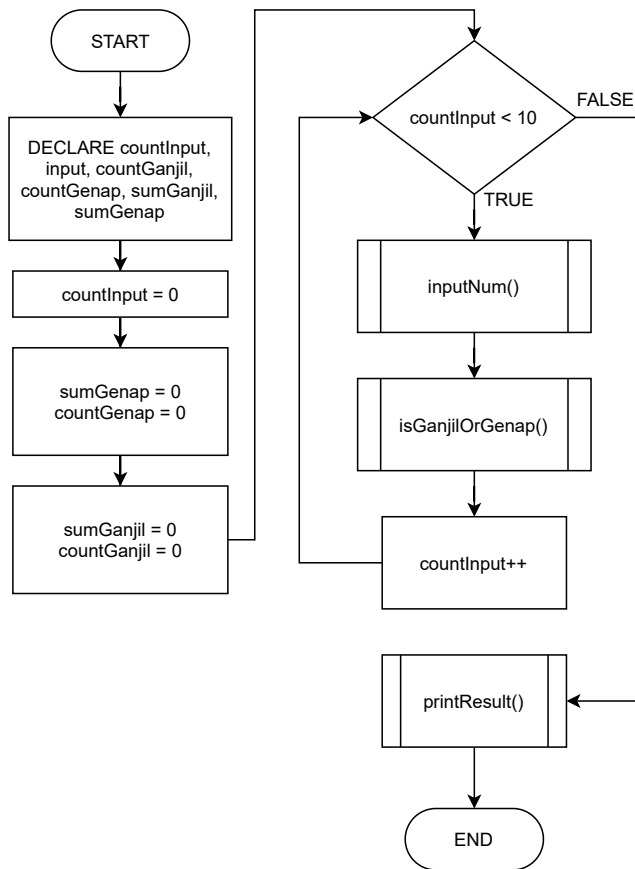 START
DECLARE countInput,
input, countGanjil,
countGenap, sumGanjil,
sumGenap
countInput = 0
sumGenap = 0
countGenap = 0
sumGanjil = 0
countGanjil = 0
countInput < 10
FALSE
TRUE
inputNum()
isGanjilOrGenap()
countInput++
printResult()
END